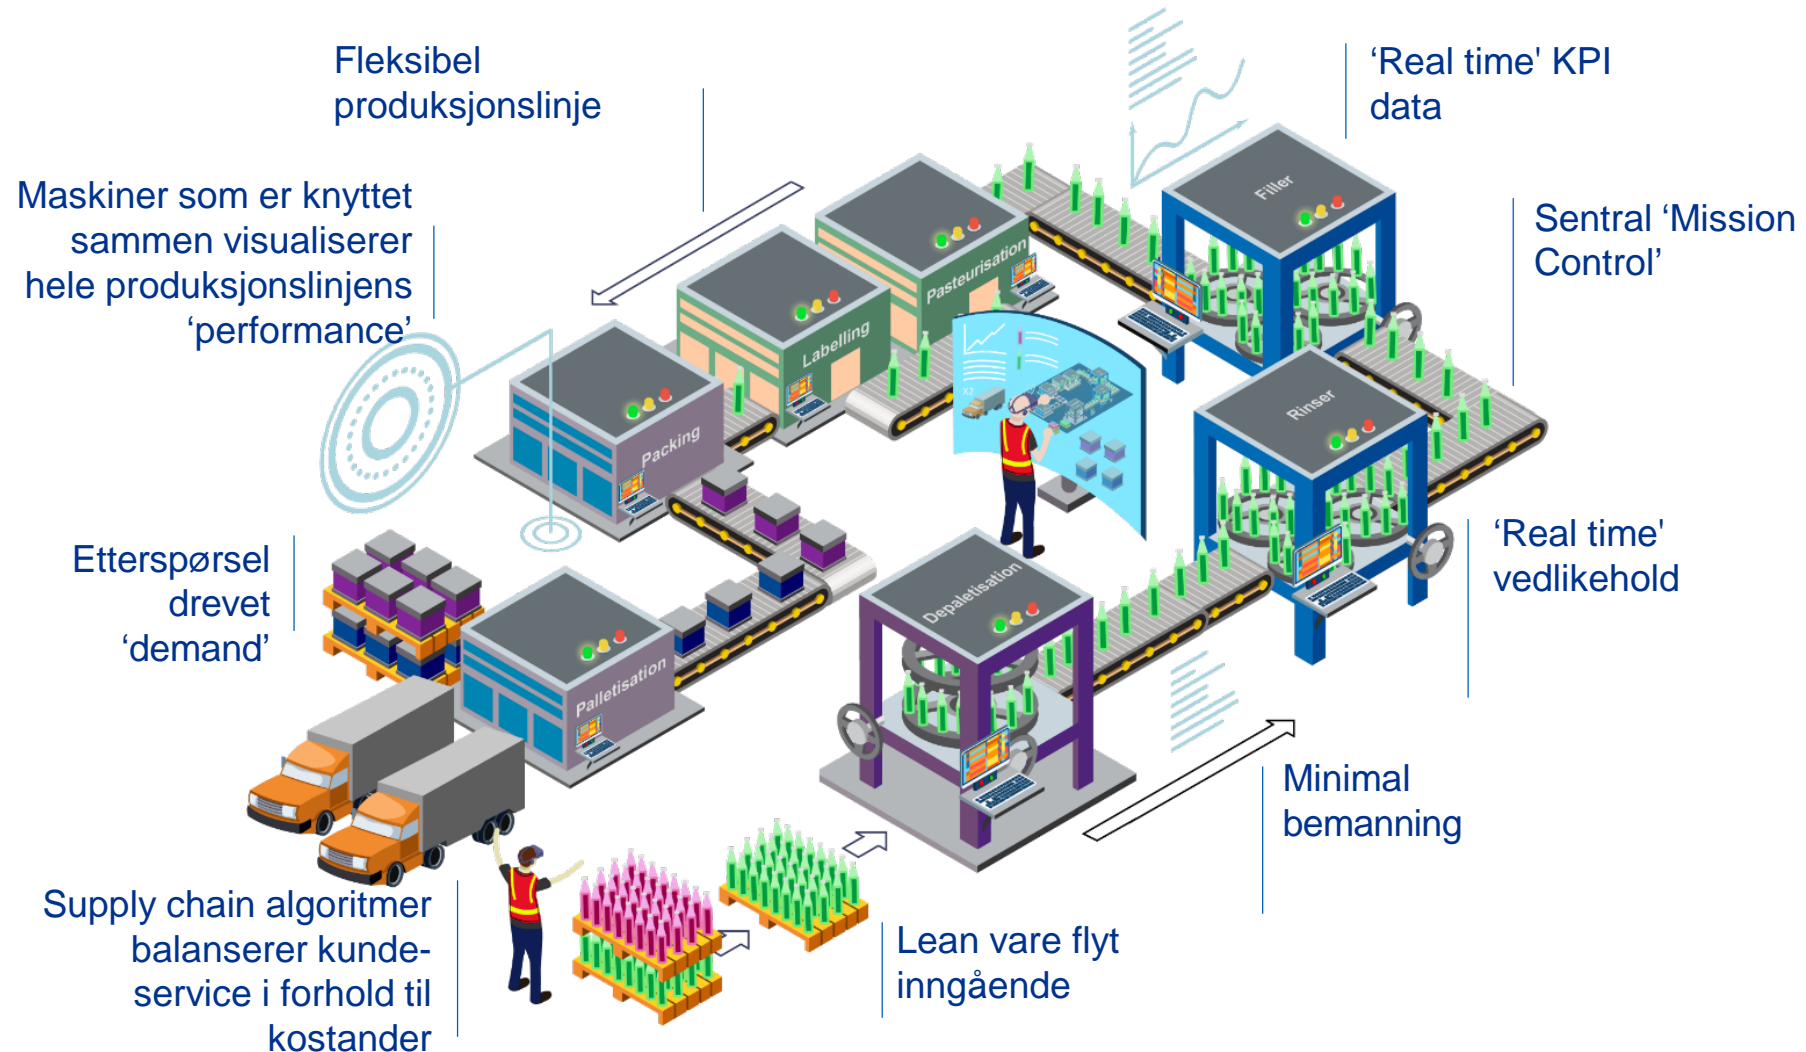 Fleksibel
produksjonslinje
‘Real time' KPI
data
Maskiner som er knyttet
sammen visualiserer
hele produksjonslinjens
‘performance’
Sentral ‘Mission
Control’
Filler
Pasteurisation
Labelling
Packing
X2
Rinser
Etterspørsel
drevet
‘demand’
‘Real time'
vedlikehold
Depaletisation
Palletisation
Minimal
bemanning
Supply chain algoritmer
balanserer kunde-
service i forhold til
kostander
Lean vare flyt
inngående